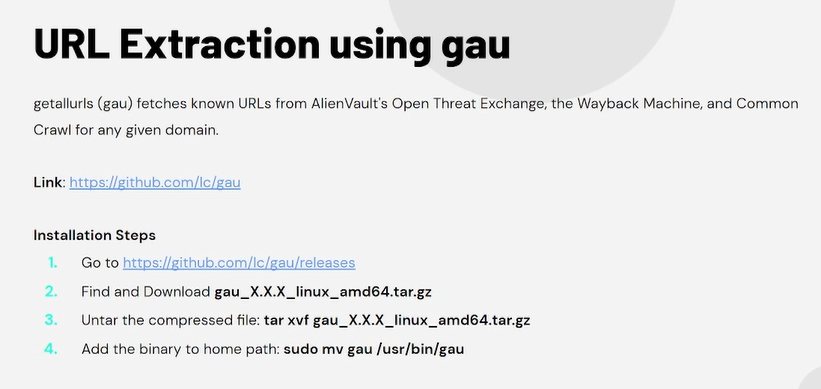 URL Extraction using gau
getallurls (gau) fetches known URLs from AlienVault's Open Threat Exchange, the Wayback Machine, and Common
Crawl for any given domain.
Link: https://github.com/lc/gau
Installation Steps
1. Go to https://github.com/lc/gau/releases
2. Find and Download gau_X.X.X_linux_amd64.tar.gz
3. Untar the compressed file: tar xvf gau_X.X.X_linux_amd64.tar.gz
4. Add the binary to home path: sudo mv gau /usr/bin/gau